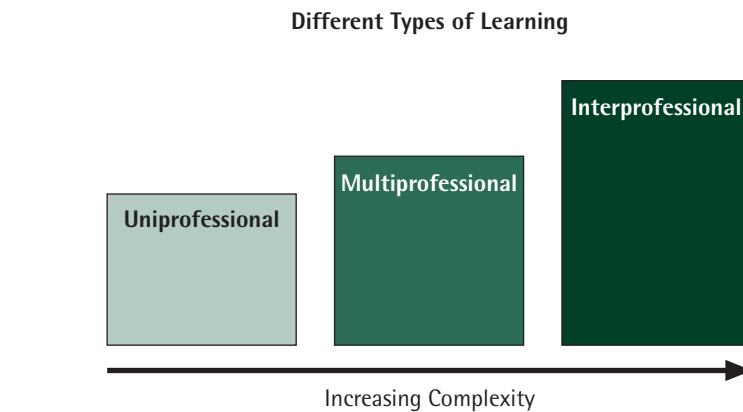 Different Types of Learning
Interprofessional
Multiprofessional
Uniprofessional
Increasing Complexity